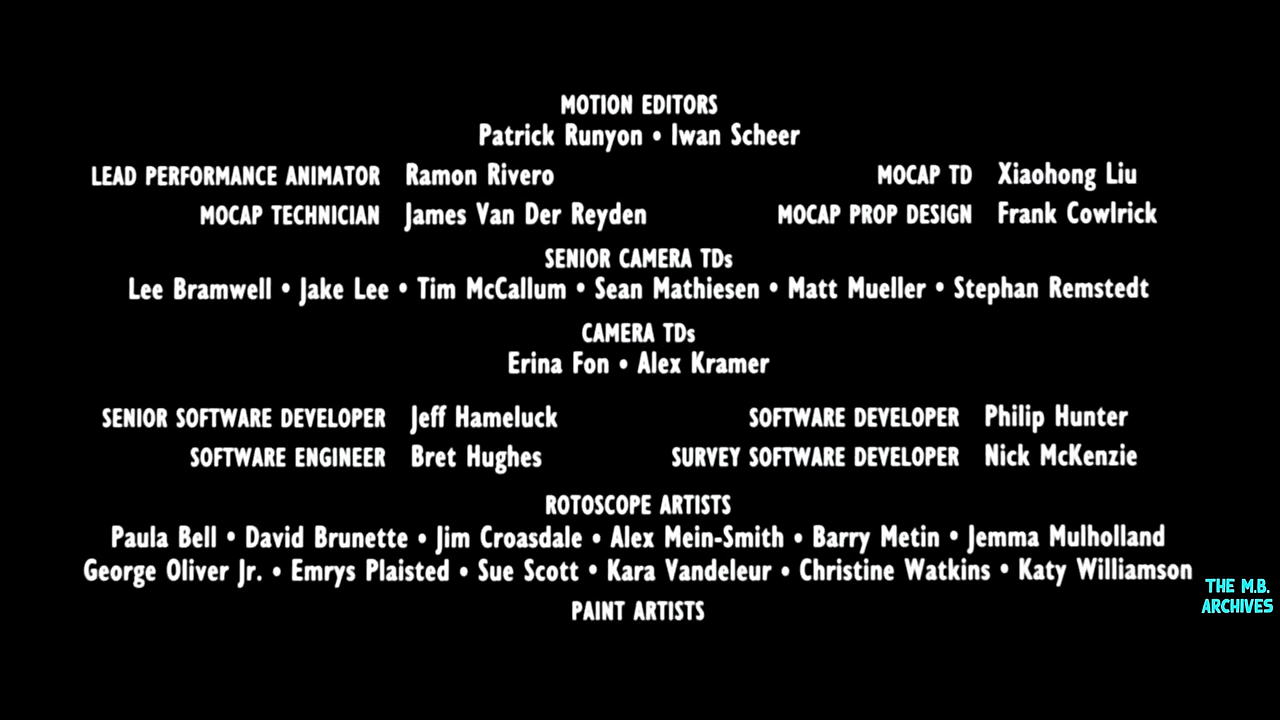 MOTION EDITORS
Patrick Runyon • Iwan Scheer
LEAD PERFORMANCE ANIMATOR Ramon Rivero MOCAP TD Xiaohong Liu
MOCAP TECHNICIAN James Van Der Reyden MOCAP PROP DESIGN Frank Cowlrick
SENIOR CAMERA TDs
Lee Bramwell • Jake Lee • Tim McCallum • Sean Mathiesen • Matt Mueller • Stephan Remstedt
CAMERA TDs
Erina Fon • Alex Kramer
SENIOR SOFTWARE DEVELOPER Jeff Hameluck SOFTWARE DEVELOPER Philip Hunter
SOFTWARE ENGINEER Bret Hughes SURVEY SOFTWARE DEVELOPER Nick McKenzie
ROTOSCOPE ARTISTS
Paula Bell • David Brunette • Jim Croasdale • Alex Mein-Smith • Barry Metin • Jemma Mulholland
George Oliver Jr. • Emrys Plaisted • Sue Scott • Kara Vandeleur • Christine Watkins • Katy Williamson
THE M.B.
ARCHIVES
PAINT ARTISTS